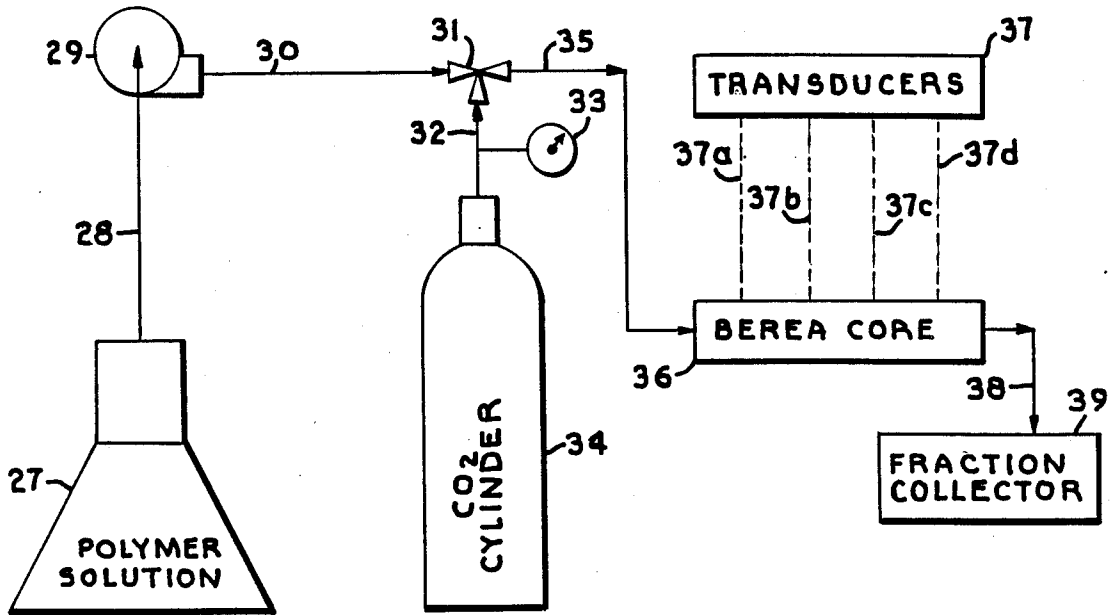 29
30
31
35
37
TRANSDUCERS
32
33
37a
37b
37c
37d
28
BEREA CORE
36
38
39
FRACTION
COLLECTOR
27
POLYMER
SOLUTION
CO2
CYLINDER
34